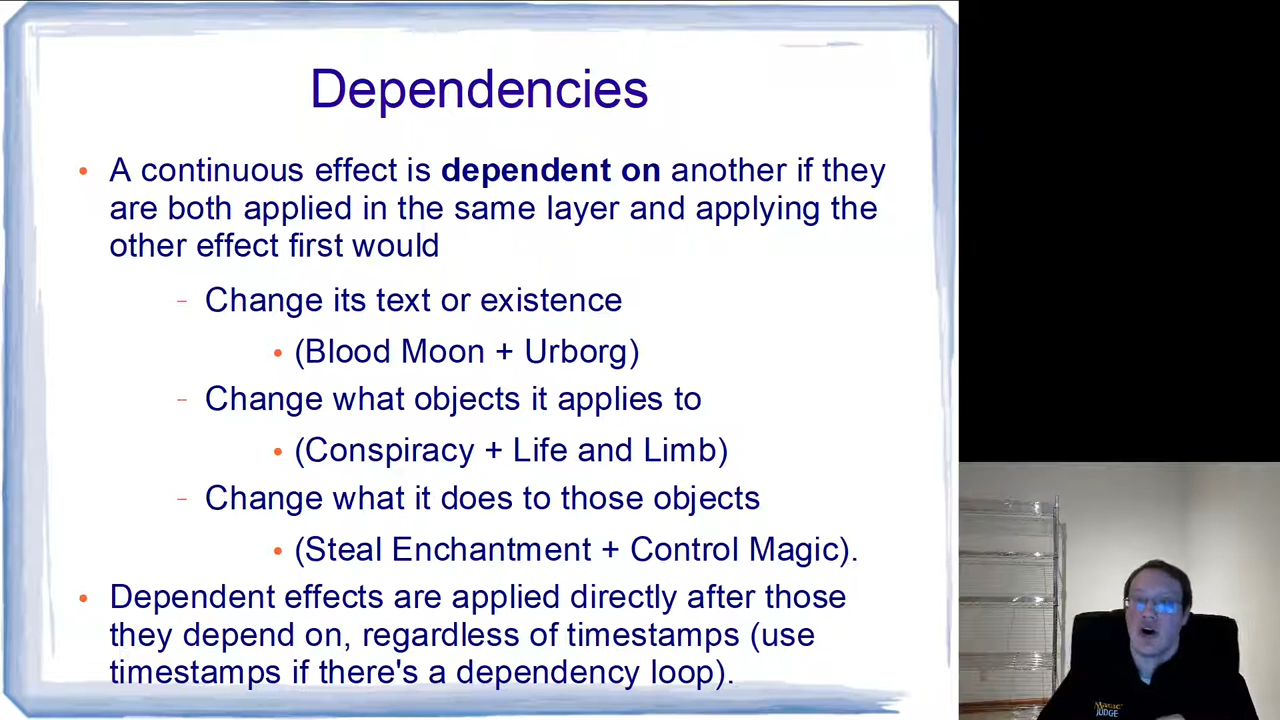 Dependencies
• A continuous effect is dependent on another if they
are both applied in the same layer and applying the
other effect first would
– Change its text or existence
• (Blood Moon + Urborg)
– Change what objects it applies to
• (Conspiracy + Life and Limb)
– Change what it does to those objects
• (Steal Enchantment + Control Magic).
• Dependent effects are applied directly after those
they depend on, regardless of timestamps (use
timestamps if there's a dependency loop).
Magic
JUDGE